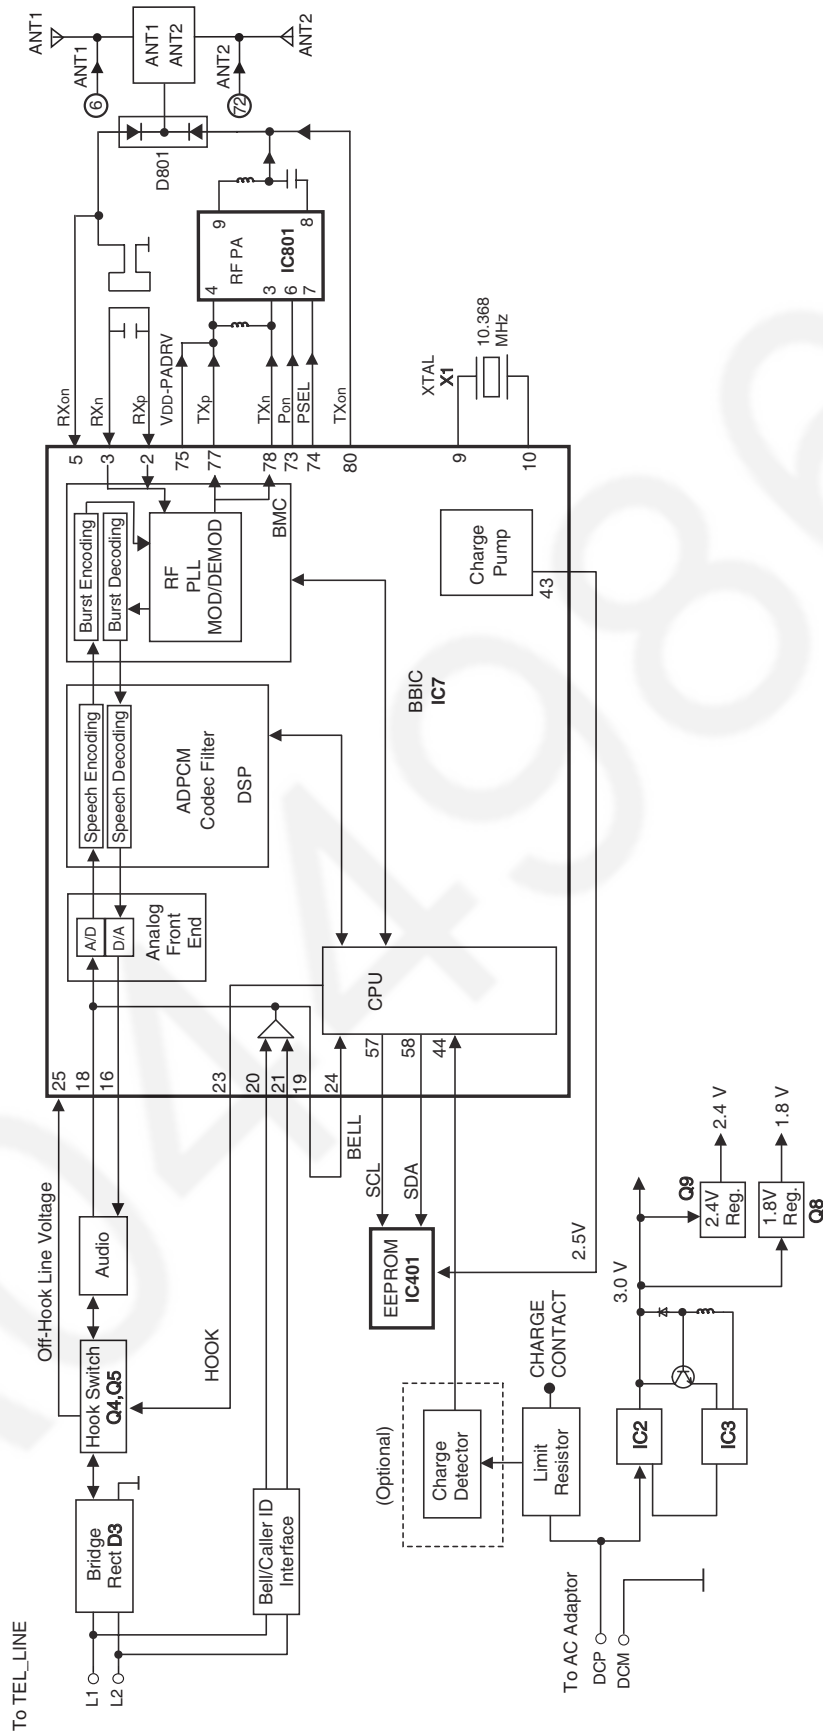 To TEL_LINE
L1
L2
Bridge
Rect D3
Hook Switch
Q4,Q5
Off-Hook Line Voltage
Audio
Bell/Caller ID
Interface
HOOK
25
18
16
23
20
21
19
24
BELL
A/D
D/A
Analog
Front
End
Speech Encoding
Speech Decoding
ADPCM
Codec Filter
DSP
Burst Encoding
Burst Decoding
RF
PLL
MOD/DEMOD
BMC
CPU
57
58
44
SCL
SDA
EEPROM
IC401
2.5V
BBIC
IC7
Charge
Pump
43
5
3
2
75
77
78
73
74
80
9
10
RXon
RXn
RXp
VDD-PADRV
TXp
TXn
Pon
PSEL
TXon
XTAL
X1
10.368
MHz
4
3
6
7
RF PA
IC801
9
8
D801
ANT1
ANT1
6
ANT1
ANT2
ANT2
72
ANT2
(Optional)
Charge
Detector
CHARGE
CONTACT
Limit
Resistor
To AC Adaptor
DCP
DCM
IC2
IC3
3.0 V
2.4V
Reg.
Q9
2.4 V
1.8V
Reg.
Q8
1.8 V